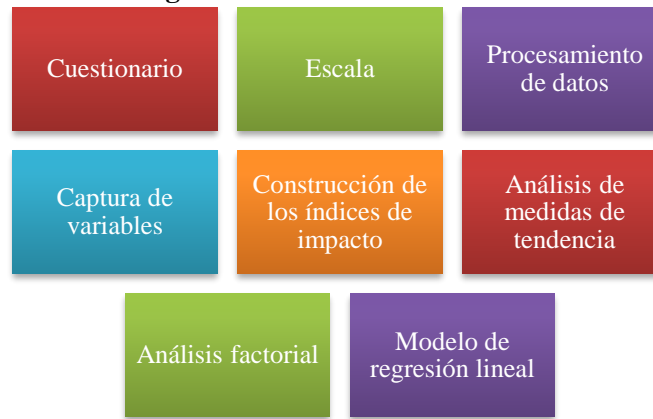 Cuestionario
Escala
Procesamiento
de datos
Captura de
variables
Construcción de
los índices de
impacto
Análisis de
medidas de
tendencia
Análisis factorial
Modelo de
regresión lineal